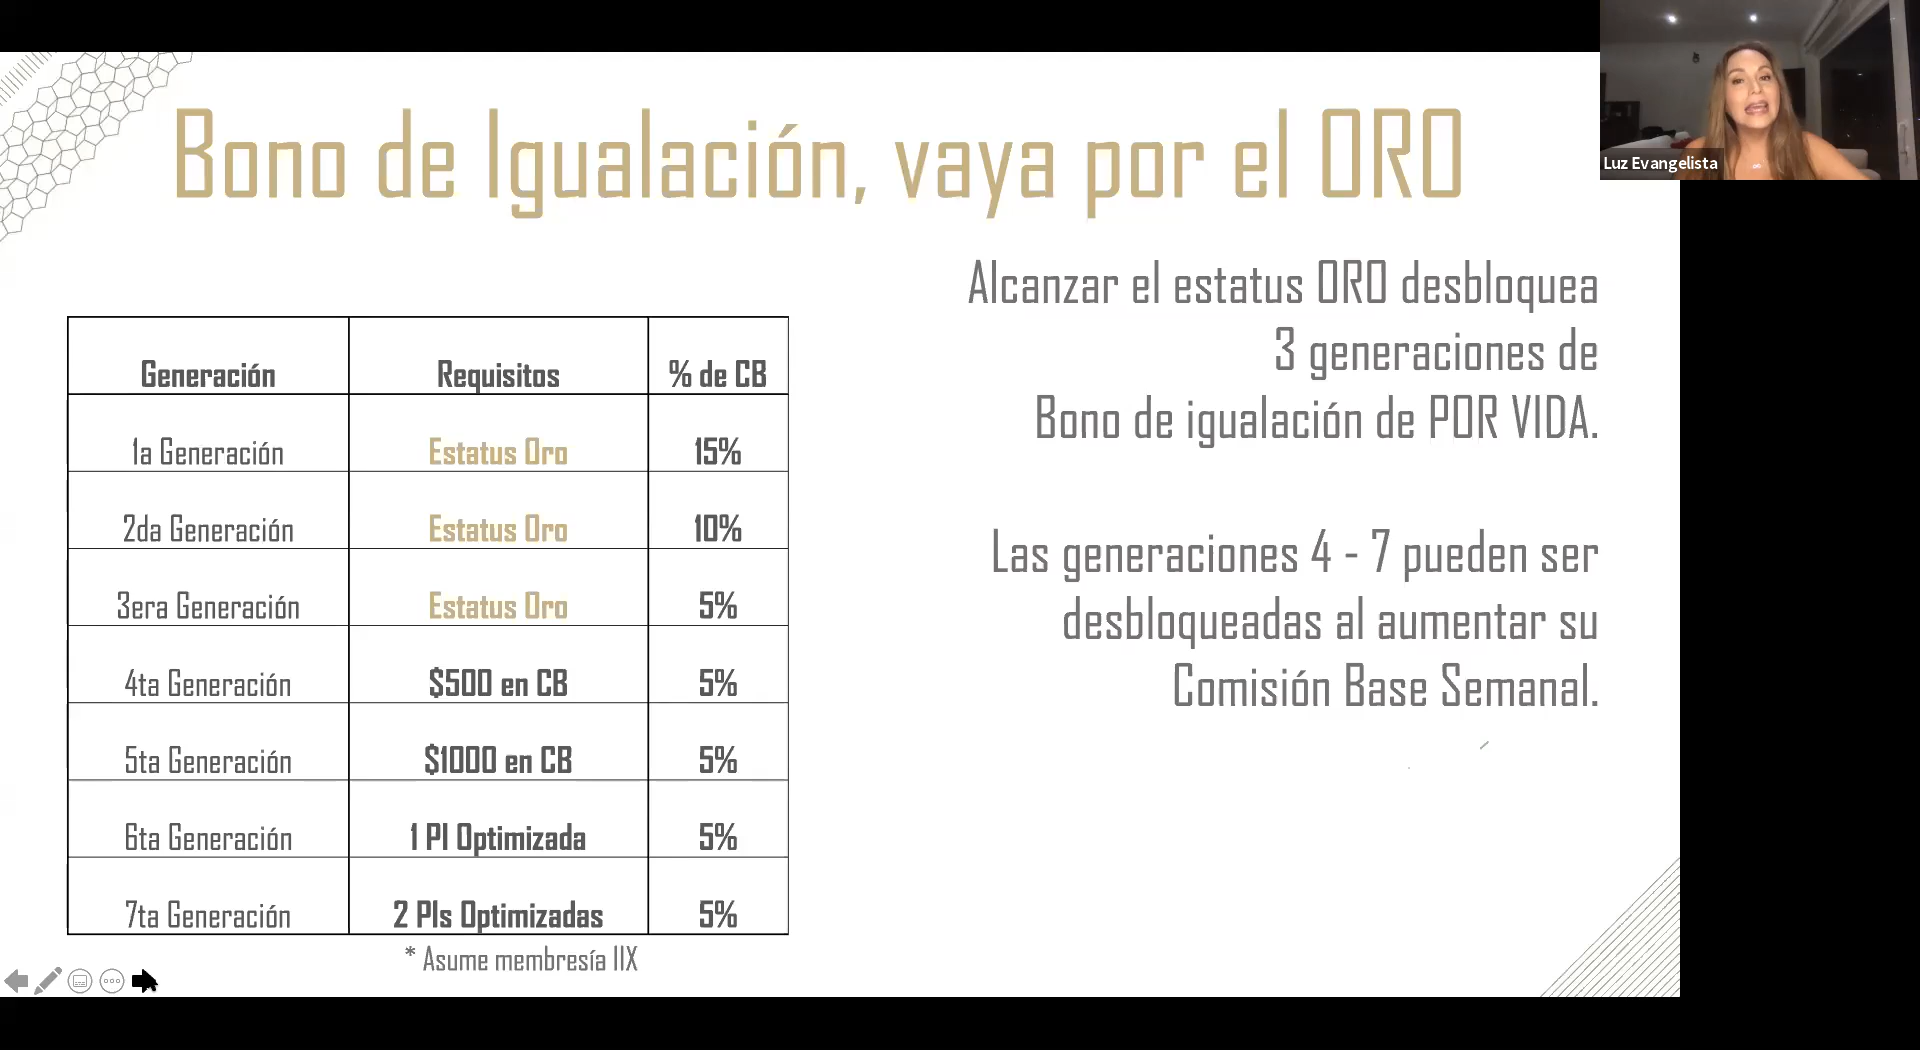 Bono de Igualación, vaya por el ORO
Luz Evangelista
Alcanzar el estatus ORO desbloquea
3 generaciones de
Bono de igualación de POR VIDA.
Las generaciones 4 - 7 pueden ser
desbloqueadas al aumentar su
Comisión Base Semanal.
Generación Requisitos % de CB
1a Generación Estatus Oro 15%
2da Generación Estatus Oro 10%
3era Generación Estatus Oro 5%
4ta Generación $500 en CB 5%
5ta Generación $1000 en CB 5%
6ta Generación 1 PI Optimizada 5%
7ta Generación 2 PIs Optimizadas 5%
* Asume membresía IIX